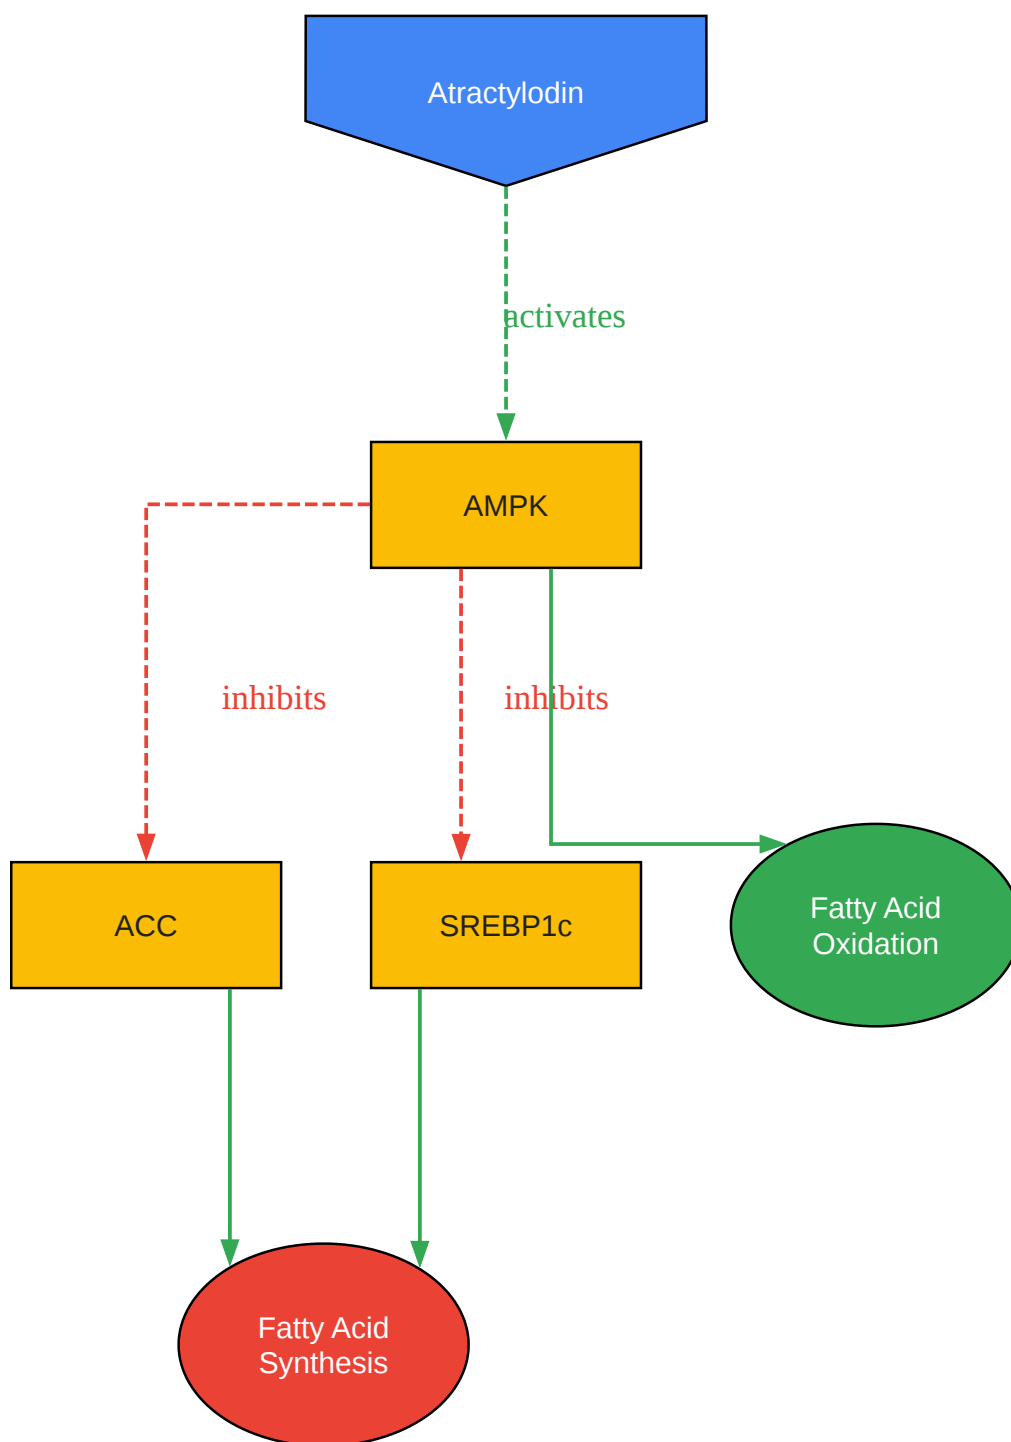 Atractylodin
activates
AMPK
inhibits
inhibits
ACC
SREBP1c
Fatty Acid
Oxidation
Fatty Acid
Synthesis